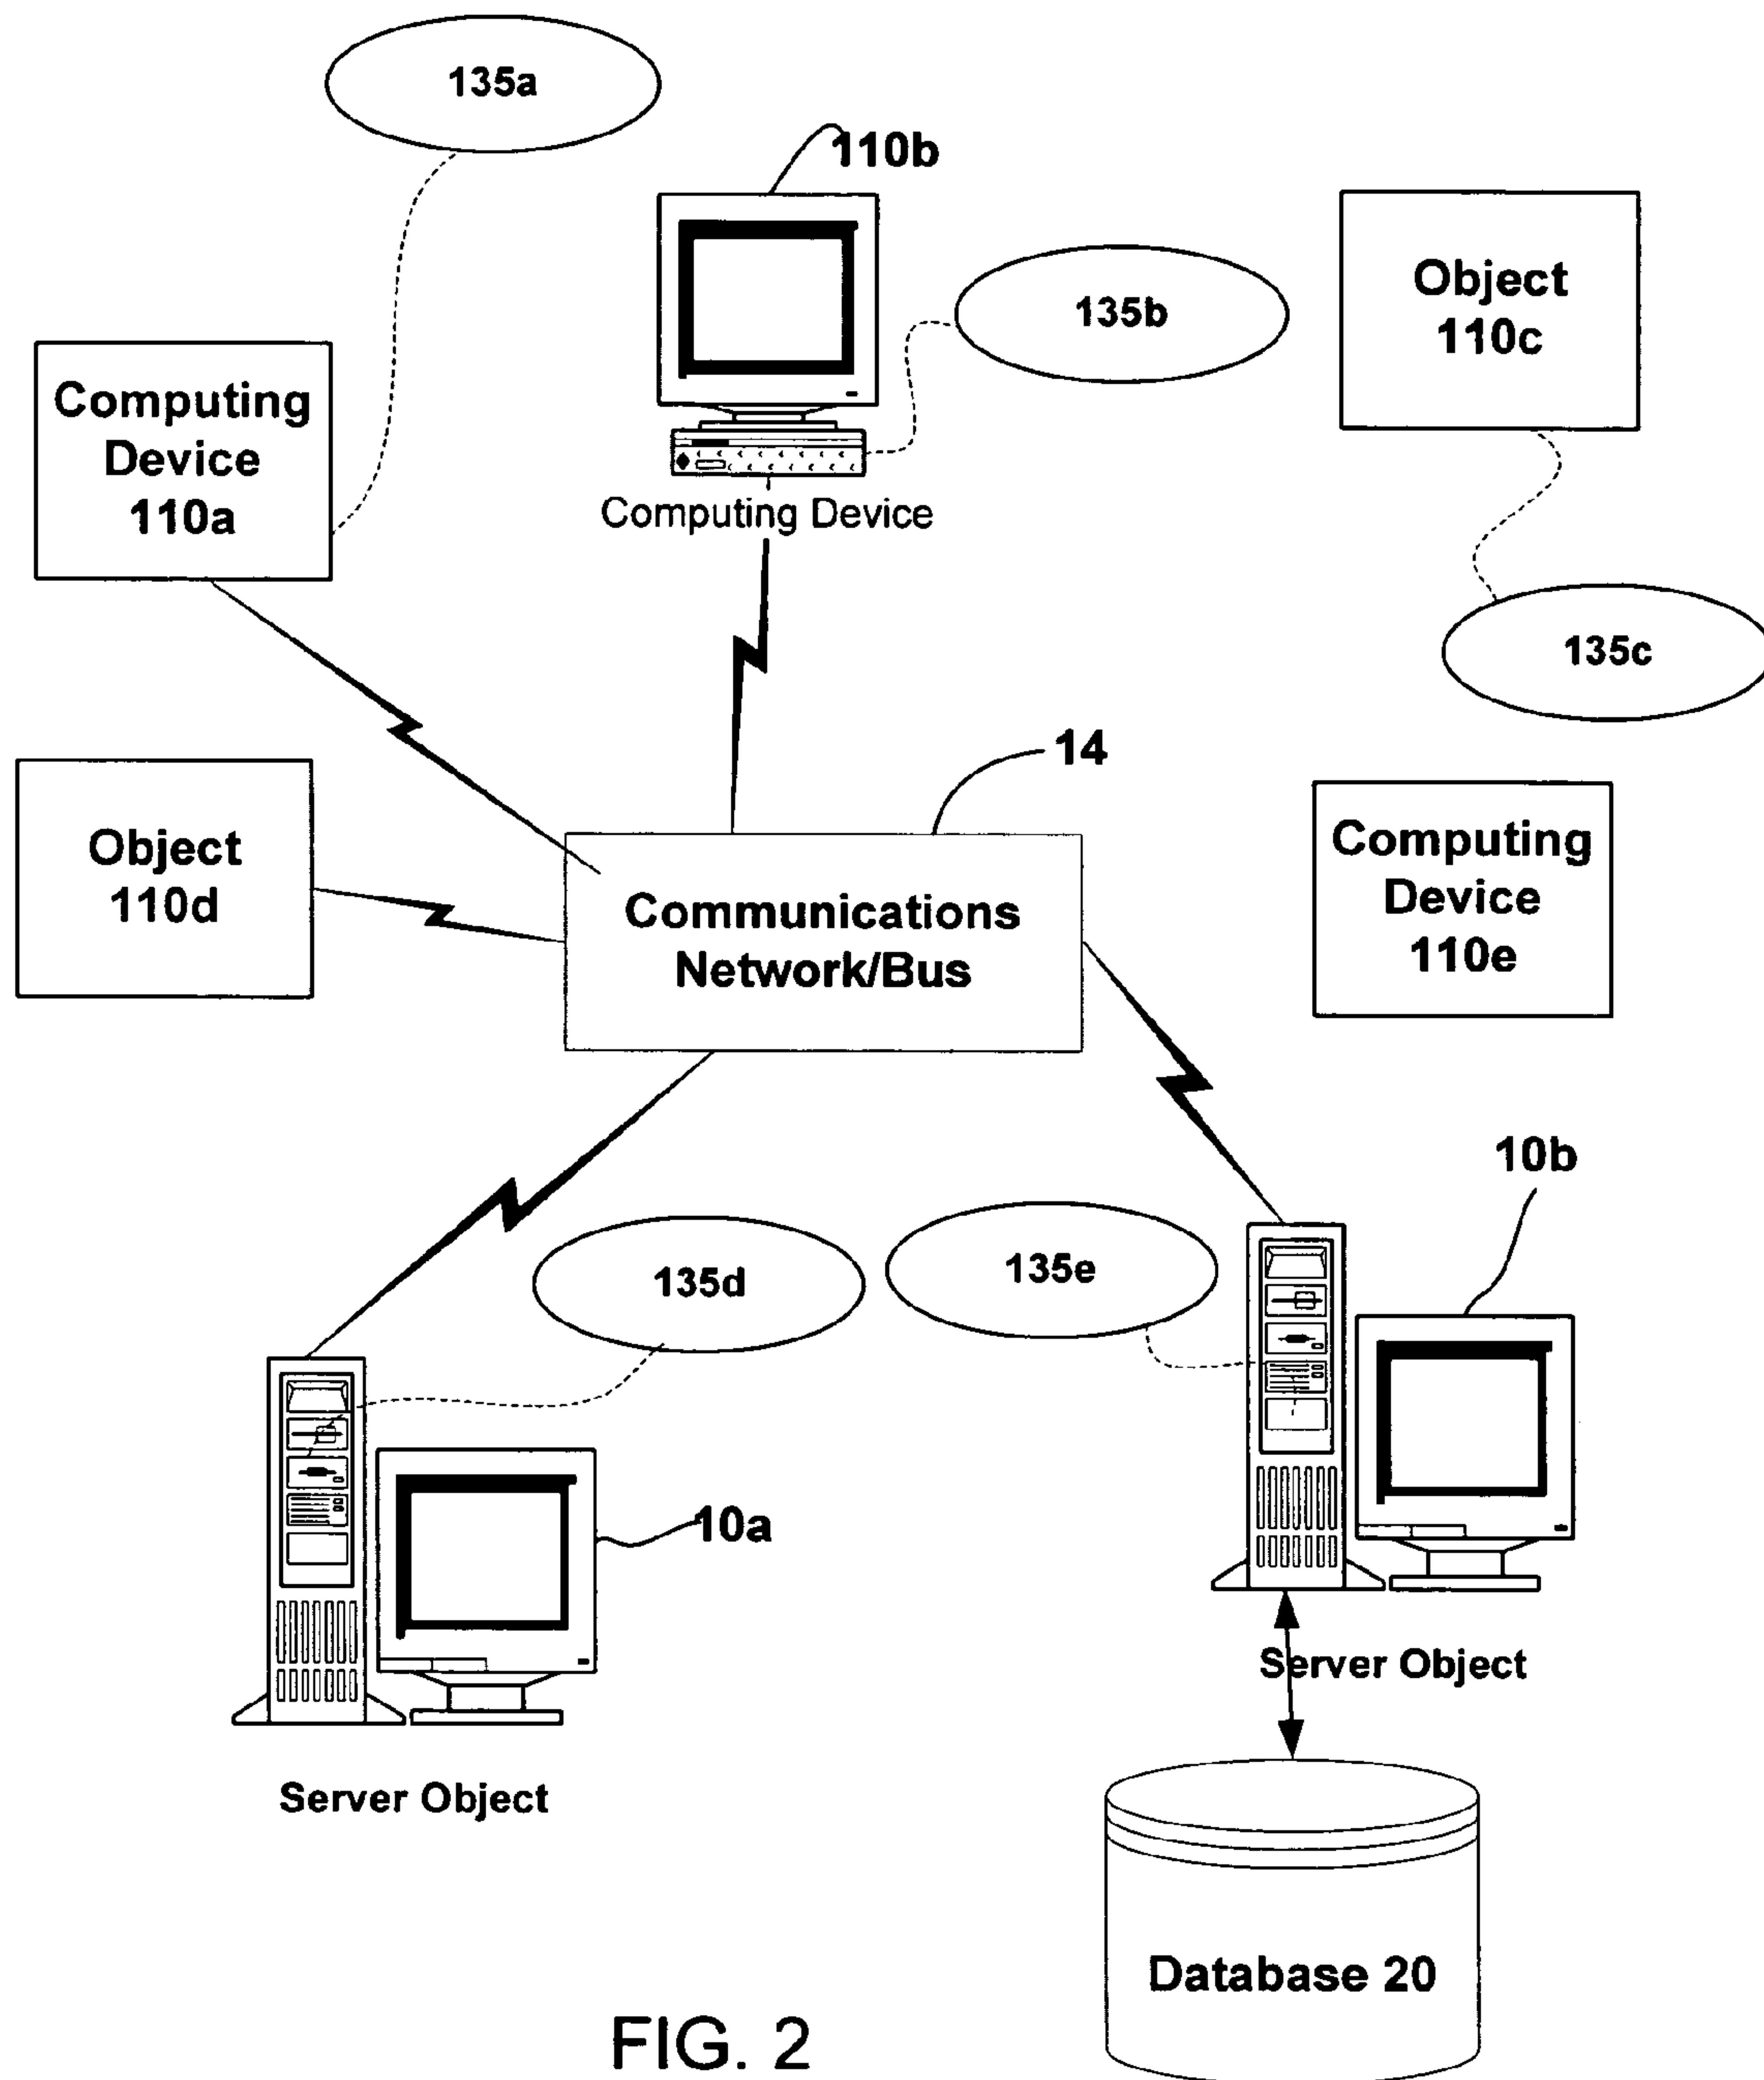 135a
110b
135b
Object
110c
Computing
Device
110a
Computing Device
135c
14
Object
110d
Communications
Network/Bus
Computing
Device
110e
10b
135d
135e
10a
Server Object
Server Object
Database 20
FIG. 2